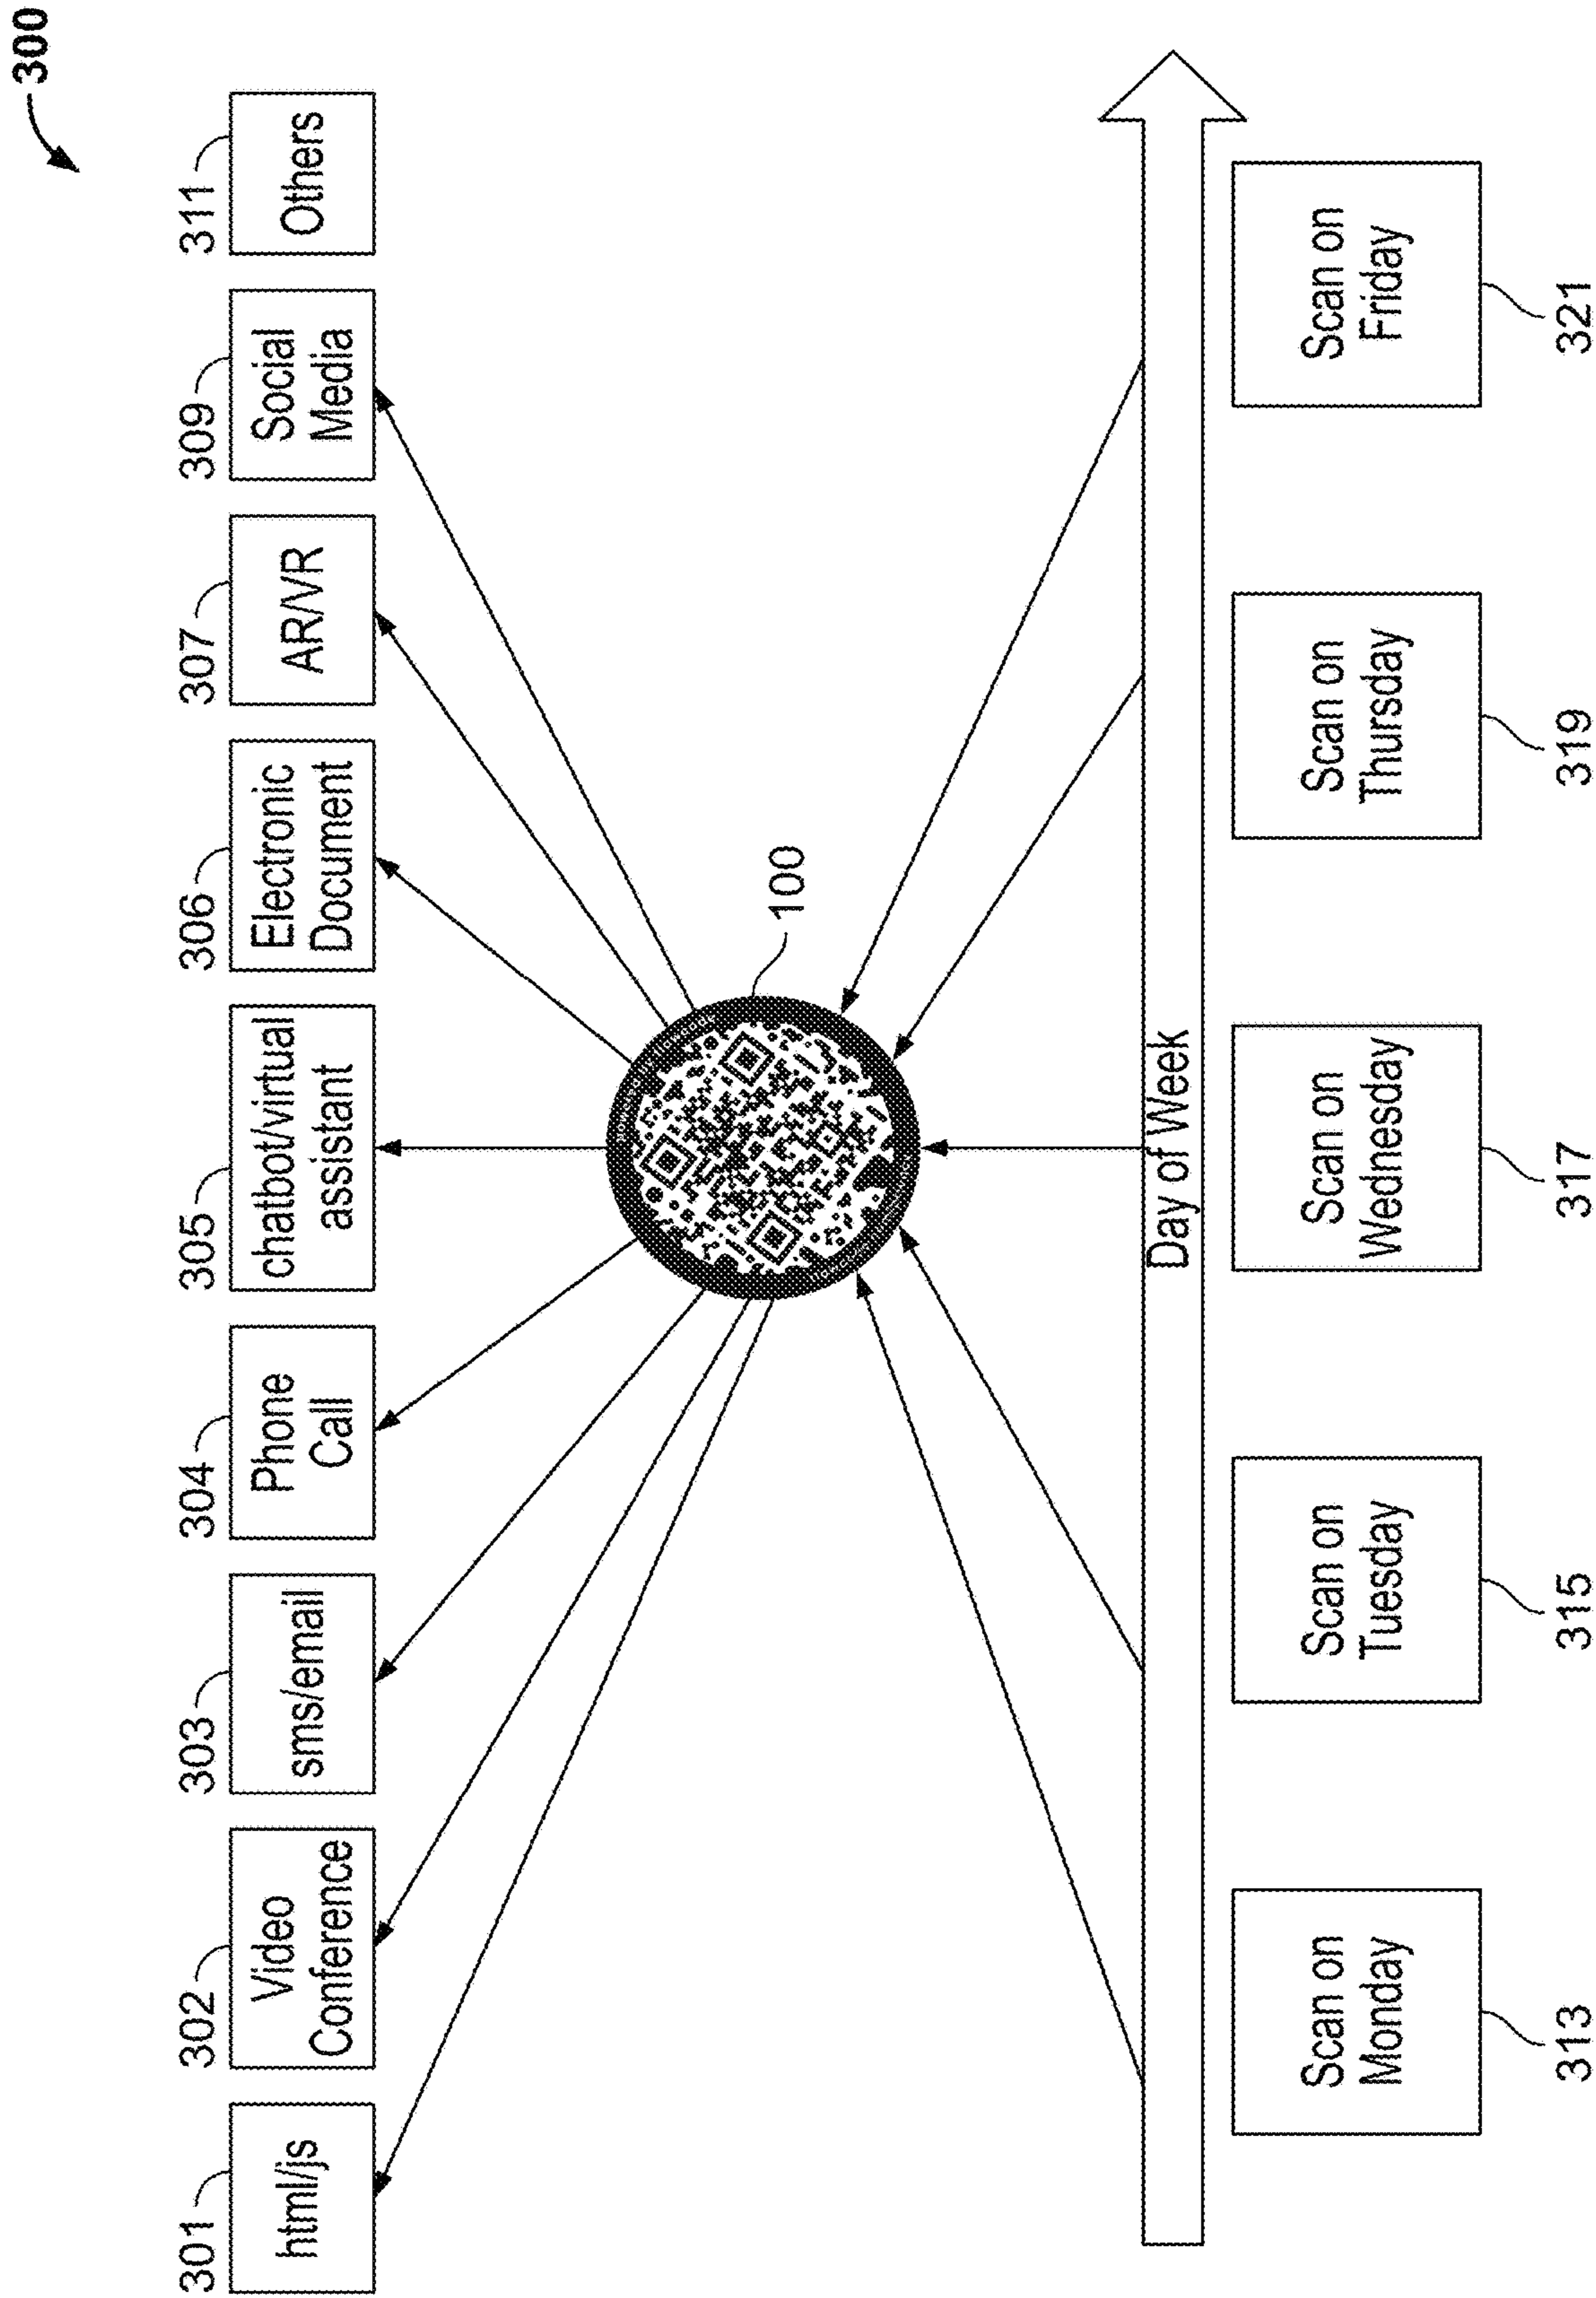 300
301
html/js
302
Video
Conference
303
sms/email
304
Phone
Call
305
chatbot/virtual
assistant
306
Electronic
Document
307
AR/VR
309
Social
Media
311
Others
100
Day of Week
Scan on
Monday
313
Scan on
Tuesday
315
Scan on
Wednesday
317
Scan on
Thursday
319
Scan on
Friday
321